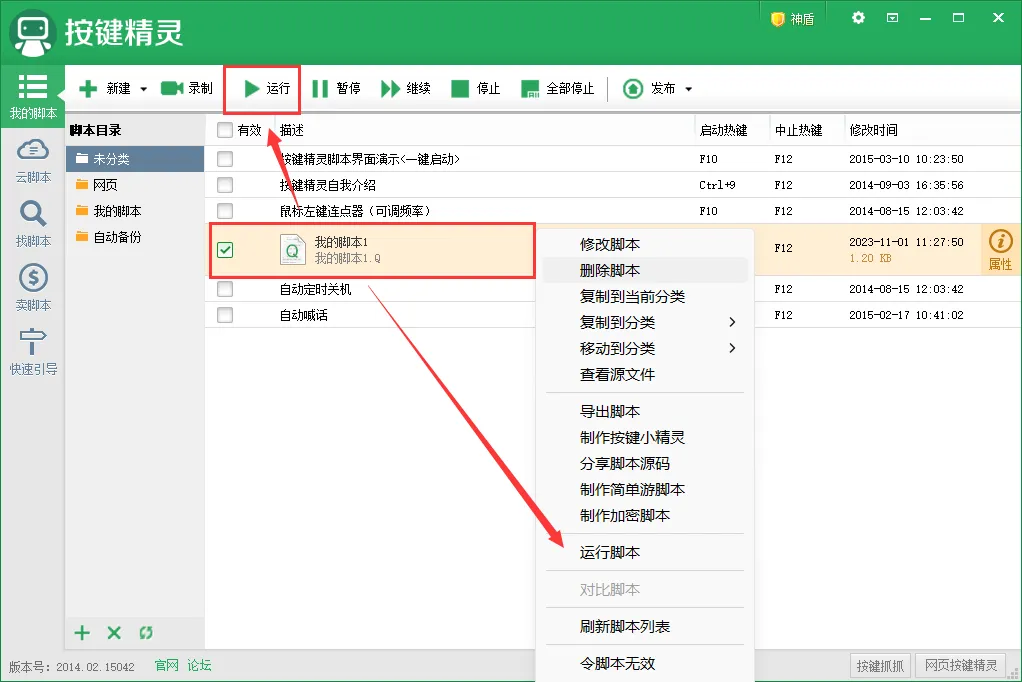 按键精灵
神盾
新建
录制
运行
暂停
继续
停止
全部停止
发布
我的脚本
云脚本
找脚本
卖脚本
快速引导
脚本目录
未分类
网页
我的脚本
自动备份
有效 描述 启动热键 中止热键 修改时间
按键精灵脚本界面演示<一键启动> F10 F12 2015-03-10 10:23:50
按键精灵自我介绍 Ctrl+9 F12 2014-09-03 16:35:56
鼠标左键连点器（可调频率） F10 F12 2014-08-15 12:03:42
我的脚本1
我的脚本1.Q
F12 2023-11-01 11:27:50
1.20 KB
属性
自动定时关机 F12 2014-08-15 12:03:42
自动喊话 F12 2015-02-17 10:41:02
修改脚本
删除脚本
复制到当前分类
复制到分类
移动到分类
查看源文件
导出脚本
制作按键小精灵
分享脚本源码
制作简单游脚本
制作加密脚本
运行脚本
对比脚本
刷新脚本列表
令脚本无效
版本号：2014.02.15042 官网 论坛
按键抓抓 网页按键精灵